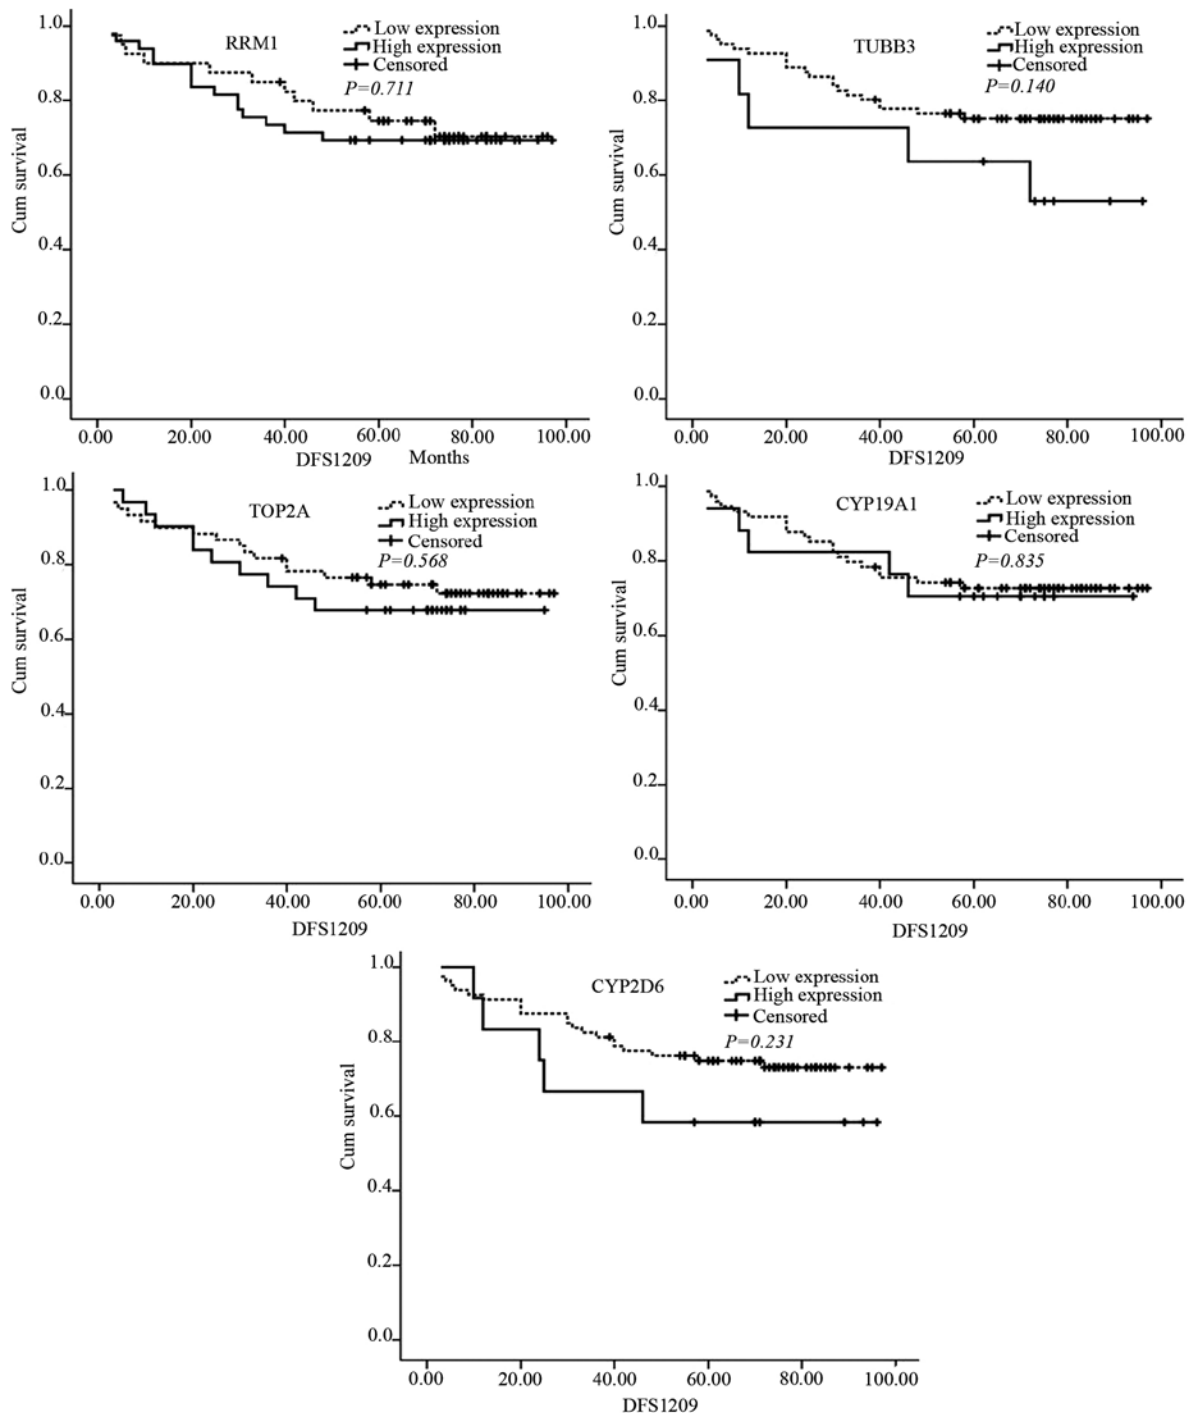 RRM1
Low expression
High expression
Censored
P=0.711
Cum survival
1.0
0.8
0.6
0.4
0.2
0.0
0.00 20.00 40.00 60.00 80.00 100.00
DFS1209 Months
TUBB3
Low expression
High expression
Censored
P=0.140
Cum survival
1.0
0.8
0.6
0.4
0.2
0.0
0.00 20.00 40.00 60.00 80.00 100.00
DFS1209
TOP2A
Low expression
High expression
Censored
P=0.568
Cum survival
1.0
0.8
0.6
0.4
0.2
0.0
0.00 20.00 40.00 60.00 80.00 100.00
DFS1209
CYP19A1
Low expression
High expression
Censored
P=0.835
Cum survival
1.0
0.8
0.6
0.4
0.2
0.0
0.00 20.00 40.00 60.00 80.00 100.00
DFS1209
CYP2D6
Low expression
High expression
Censored
P=0.231
Cum survival
1.0
0.8
0.6
0.4
0.2
0.0
0.00 20.00 40.00 60.00 80.00 100.00
DFS1209